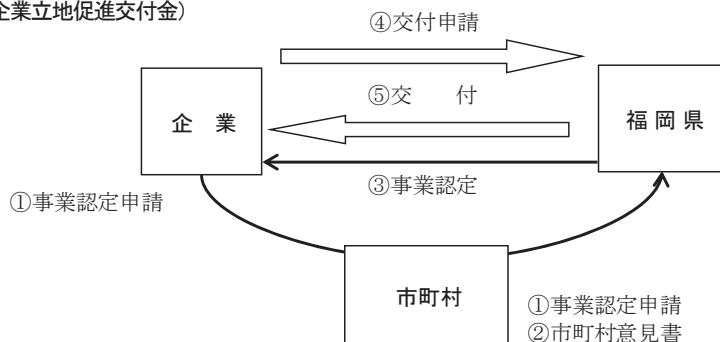 企業立地促進交付金)
④交付申請
⑤交　付
企　業
福岡県
③事業認定
①事業認定申請
市町村
①事業認定申請
②市町村意見書